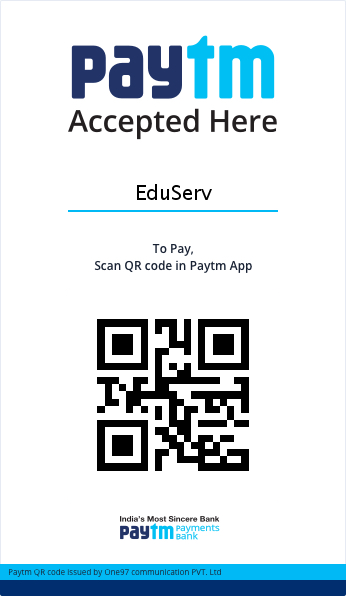 paytm
Accepted Here
EduServ
To Pay,
Scan QR code in Paytm App
India's Most Sincere Bank
paytm Payments
Bank
Paytm QR code issued by One97 communication PVT. Ltd